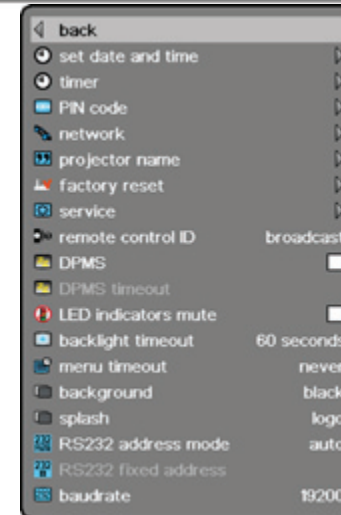 back
set date and time
timer
PIN code
network
projector name
factory reset
service
remote control ID broadcast
DPMS
DPMS timeout
LED indicators mute
backlight timeout 60 seconds
menu timeout never
background black
splash logo
RS232 address mode auto
RS232 fixed address
baudrate 19200